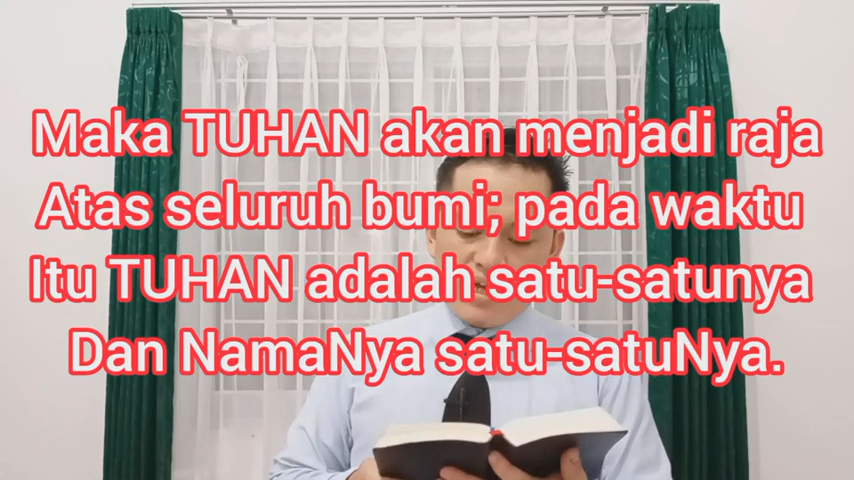 Maka TUHAN akan menjadi raja
Atas seluruh bumi; pada waktu
Itu TUHAN adalah satu-satunya
Dan NamaNya satu-satuNya.